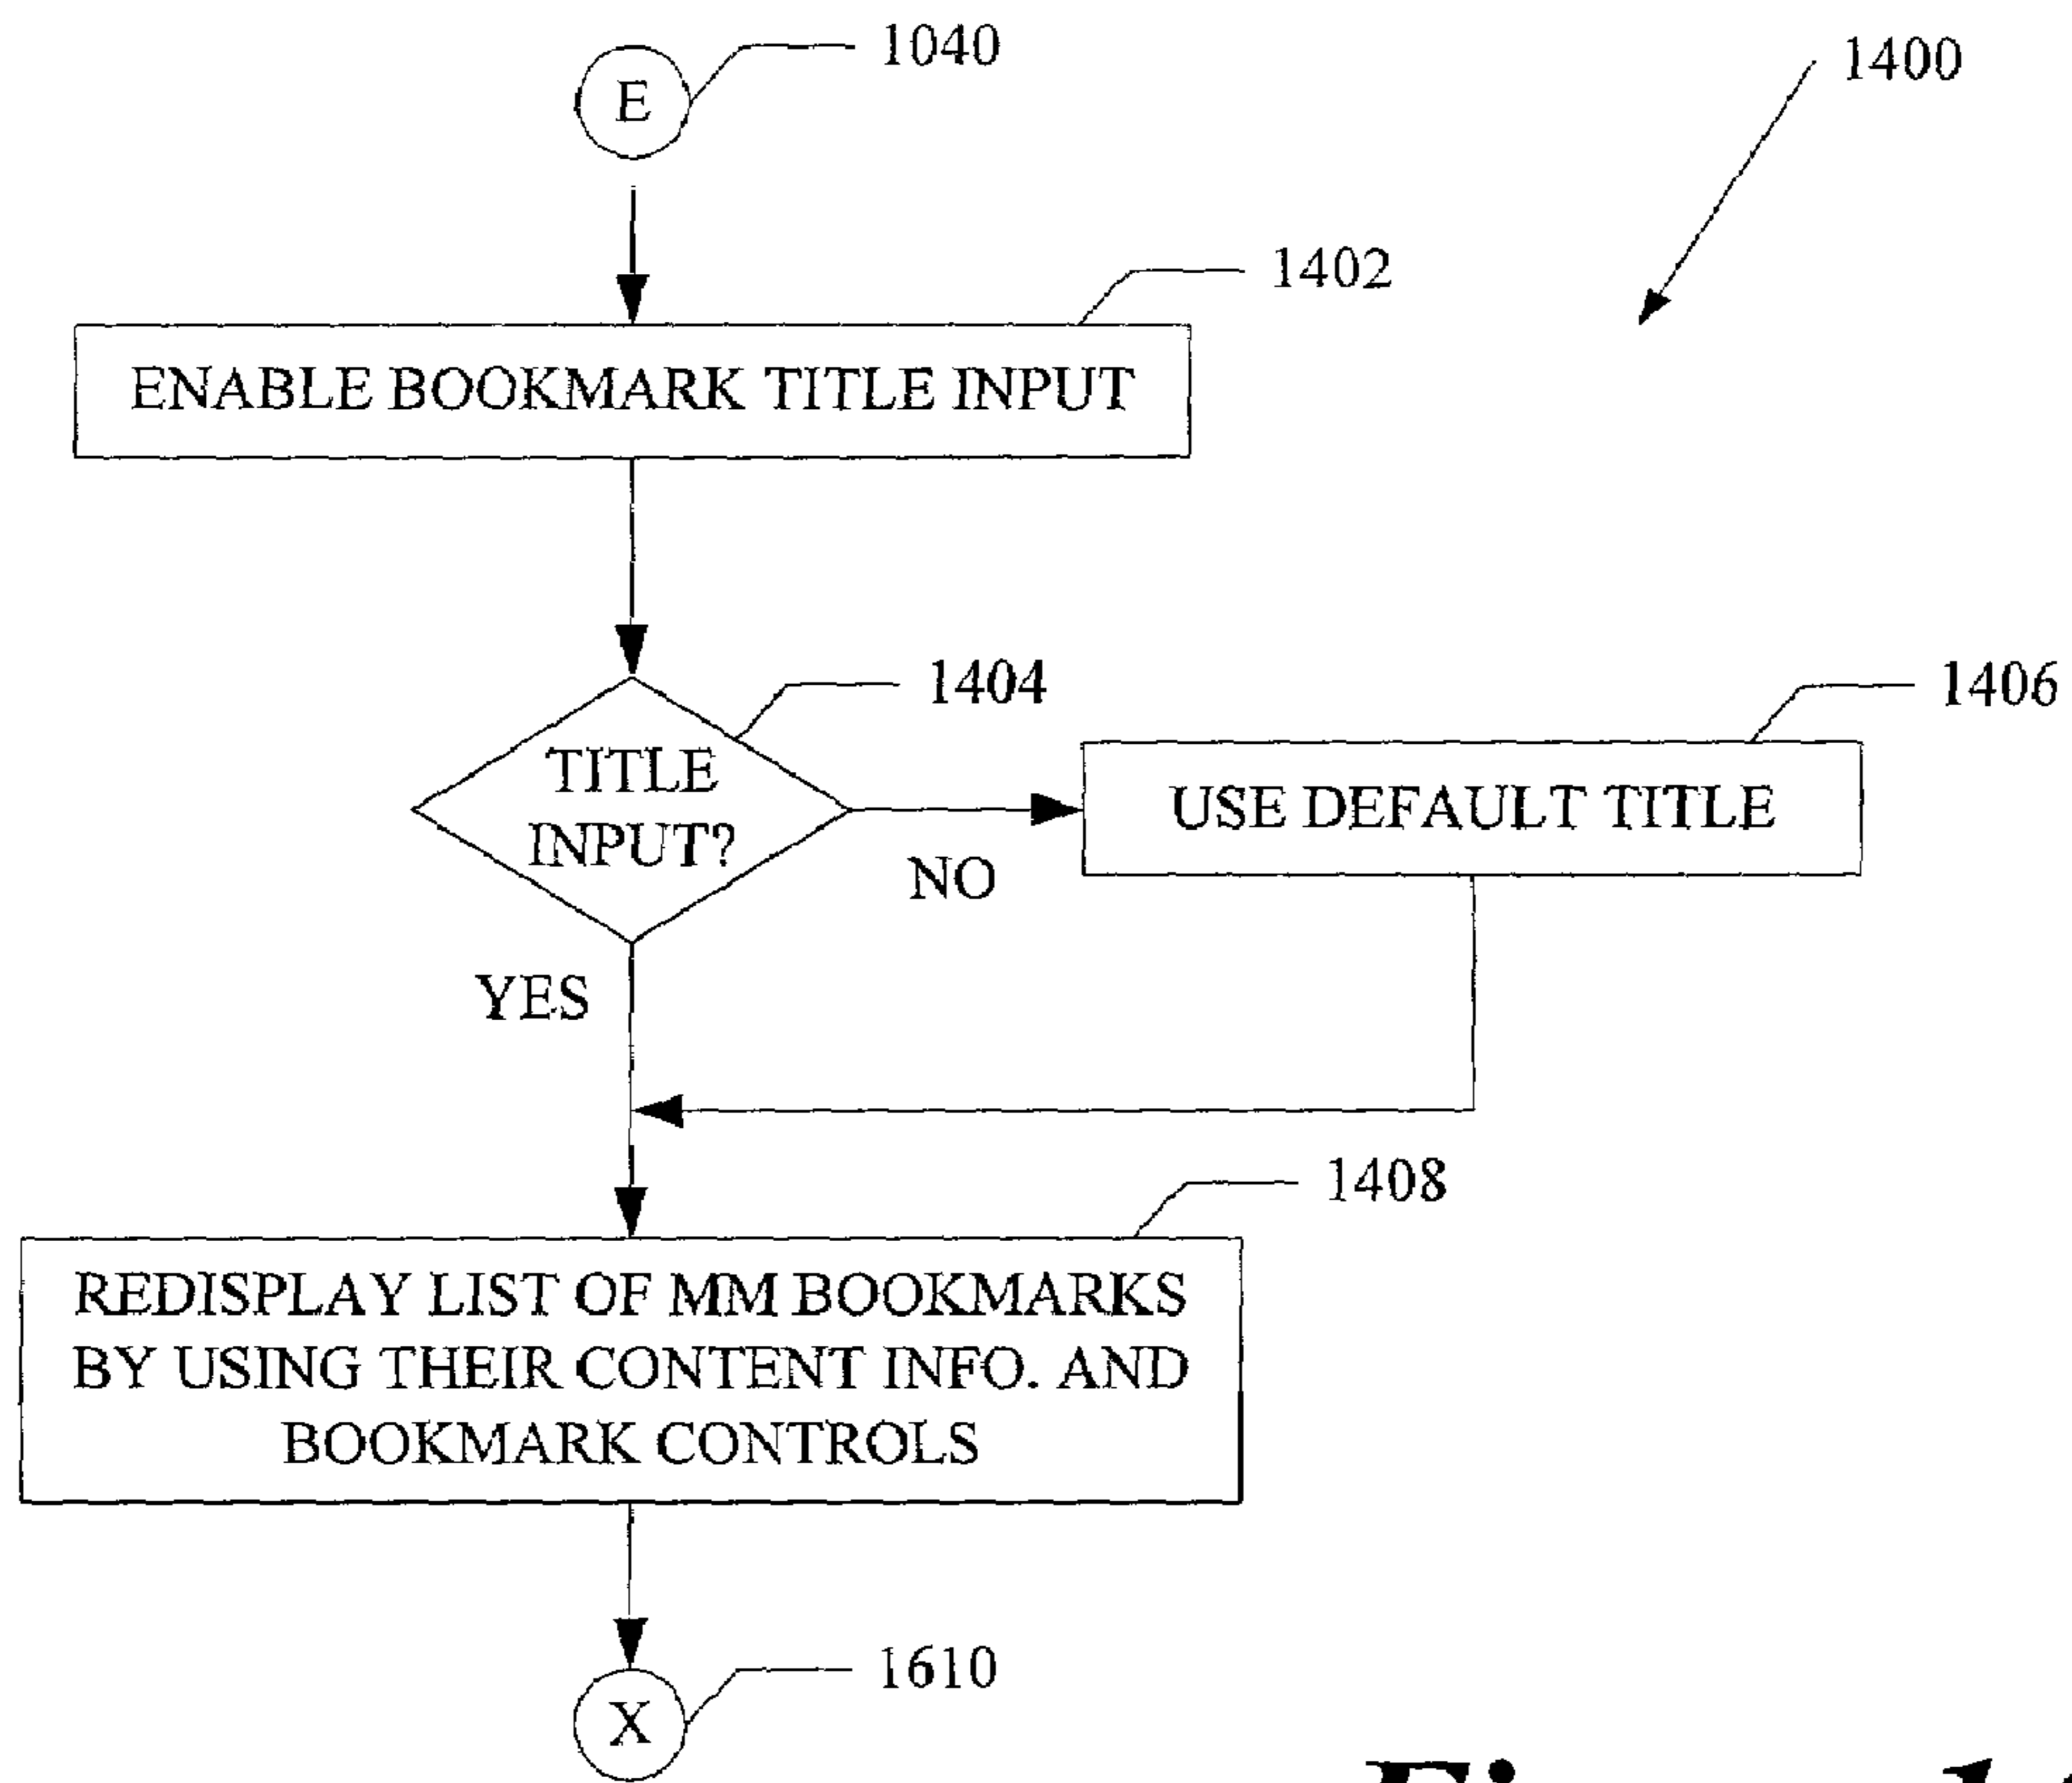 1040
E
1400
1402
ENABLE BOOKMARK TITLE INPUT
1404
TITLE
INPUT?
1406
USE DEFAULT TITLE
NO
YES
1408
REDISPLAY LIST OF MM BOOKMARKS
BY USING THEIR CONTENT INFO. AND
BOOKMARK CONTROLS
1610
X